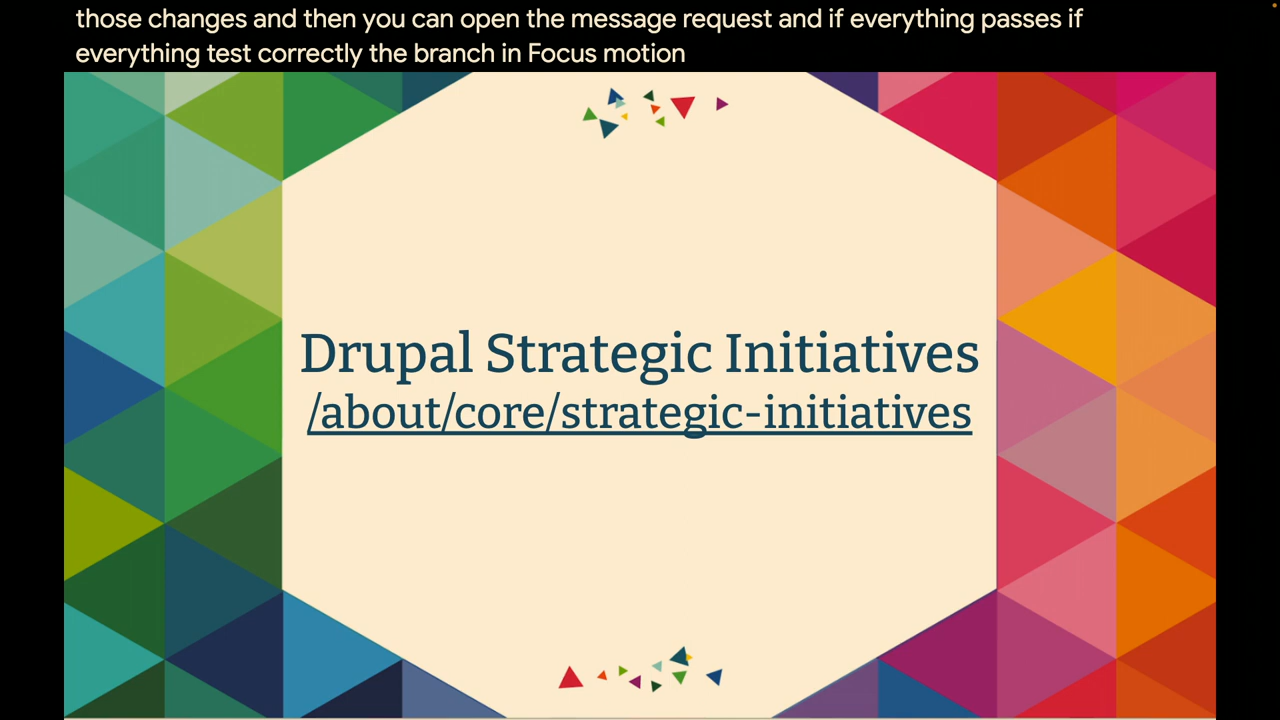 those changes and then you can open the message request and if everything passes if
everything test correctly the branch in Focus motion
Drupal Strategic Initiatives
/about/core/strategic-initiatives